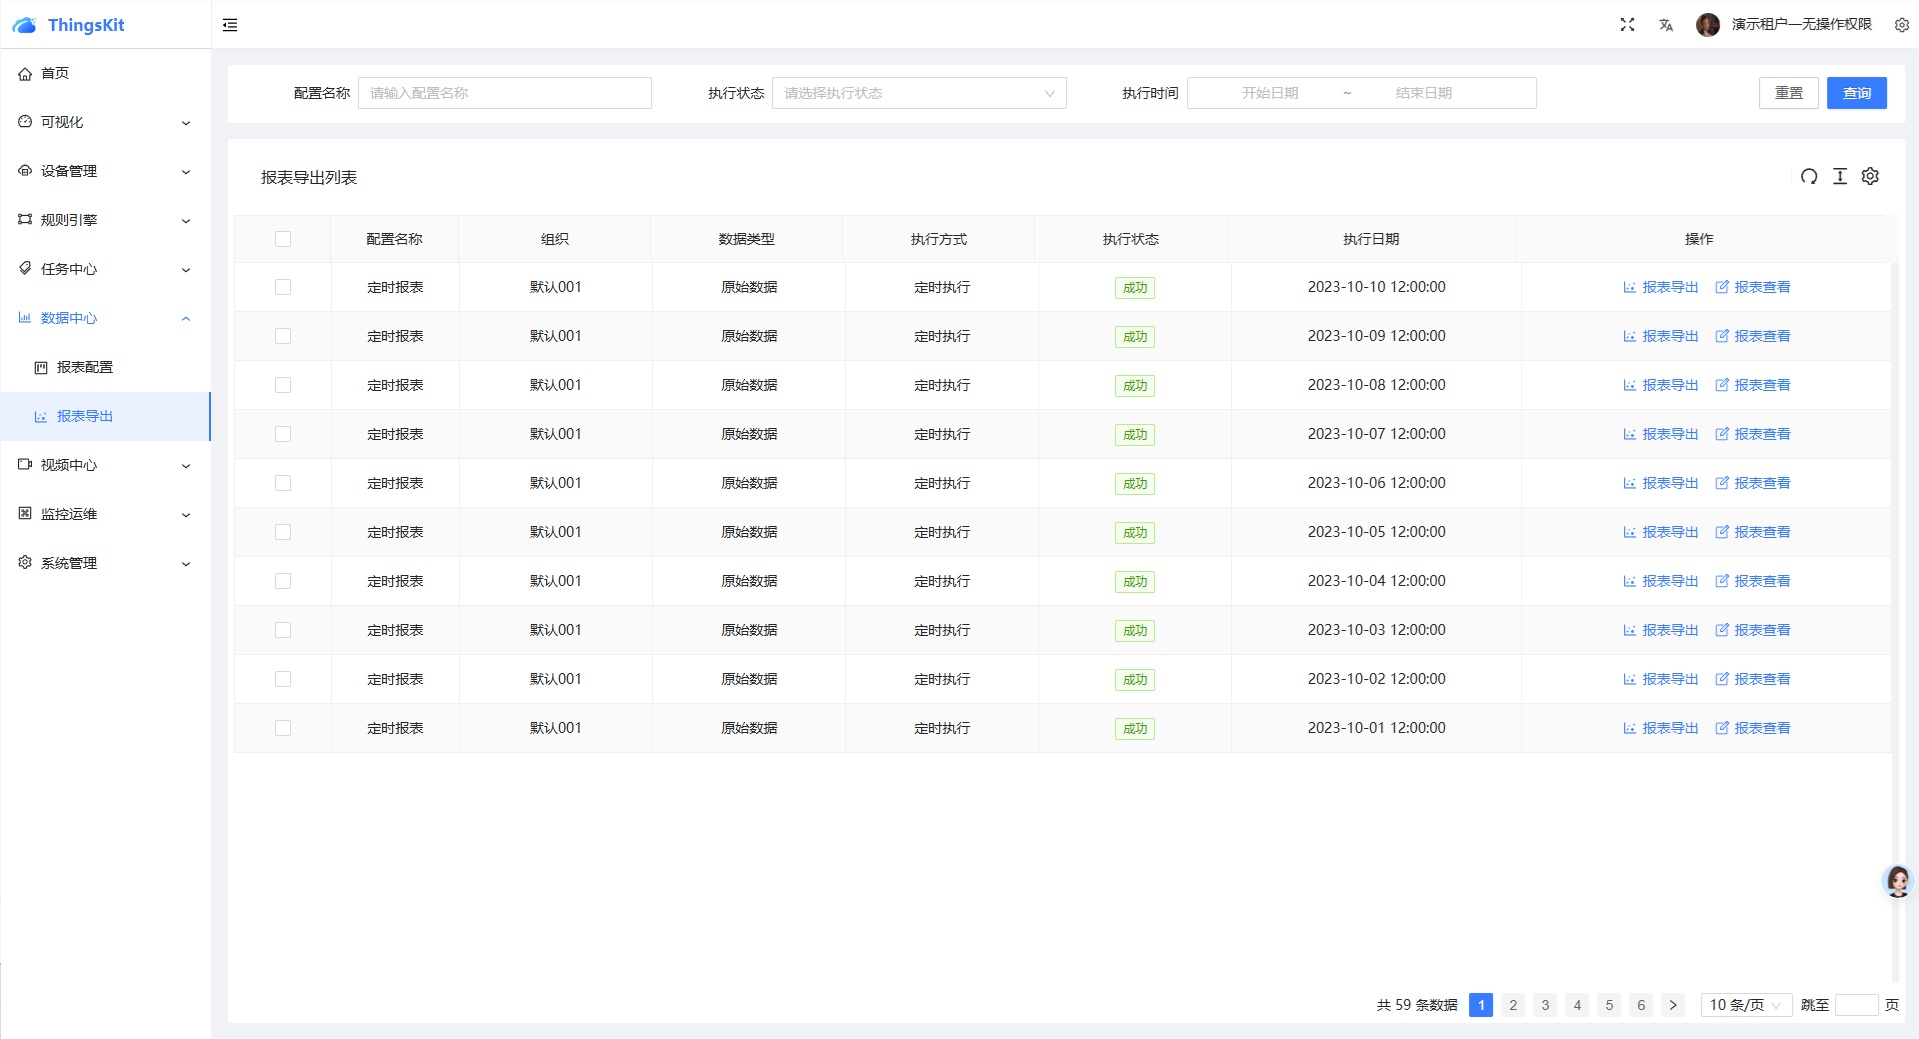 ThingsKit
演示租户—无操作权限
首页
可视化
设备管理
规则引擎
任务中心
数据中心
报表配置
报表导出
视频中心
监控运维
系统管理
配置名称 请输入配置名称 执行状态 请选择执行状态 执行时间 开始日期 ~ 结束日期 重置 查询
报表导出列表
配置名称 组织 数据类型 执行方式 执行状态 执行日期 操作
定时报表 默认001 原始数据 定时执行 成功 2023-10-10 12:00:00 报表导出 报表查看
定时报表 默认001 原始数据 定时执行 成功 2023-10-09 12:00:00 报表导出 报表查看
定时报表 默认001 原始数据 定时执行 成功 2023-10-08 12:00:00 报表导出 报表查看
定时报表 默认001 原始数据 定时执行 成功 2023-10-07 12:00:00 报表导出 报表查看
定时报表 默认001 原始数据 定时执行 成功 2023-10-06 12:00:00 报表导出 报表查看
定时报表 默认001 原始数据 定时执行 成功 2023-10-05 12:00:00 报表导出 报表查看
定时报表 默认001 原始数据 定时执行 成功 2023-10-04 12:00:00 报表导出 报表查看
定时报表 默认001 原始数据 定时执行 成功 2023-10-03 12:00:00 报表导出 报表查看
定时报表 默认001 原始数据 定时执行 成功 2023-10-02 12:00:00 报表导出 报表查看
定时报表 默认001 原始数据 定时执行 成功 2023-10-01 12:00:00 报表导出 报表查看
共 59 条数据 1 2 3 4 5 6 > 10 条/页 跳至 页